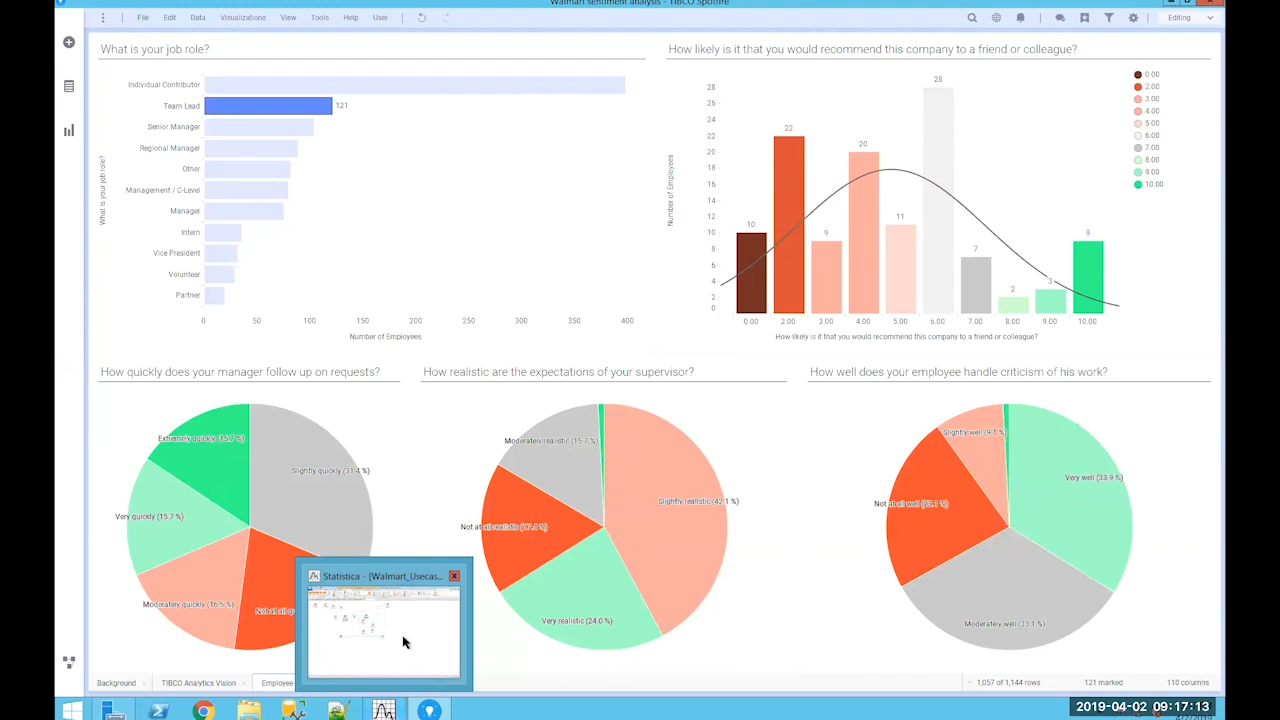 Walmart sentiment analysis - TIBCO Spotfire
File Edit Data Visualizations View Tools Help User
Editing
What is your job role?
Individual Contributor
Team Lead
121
Senior Manager
Regional Manager
Other
Management / C-Level
Manager
Intern
Vice President
Volunteer
Partner
What is your job role?
0 50 100 150 200 250 300 350 400
Number of Employees
How likely is it that you would recommend this company to a friend or colleague?
28
26
24
22
20
18
16
14
12
10
8
6
4
2
0
Number of Employees
10 22 9 20 11 28 7 2 3 9
0.00 2.00 3.00 4.00 5.00 6.00 7.00 8.00 9.00 10.00
How likely is it that you would recommend this company to a friend or colleague?
0.00
2.00
3.00
4.00
5.00
6.00
7.00
8.00
9.00
10.00
How quickly does your manager follow up on requests?
Extremely quickly (15.7 %)
Slightly quickly (31.4 %)
Very quickly (15.7 %)
Moderately quickly (16.5 %)
Not at all
How realistic are the expectations of your supervisor?
Moderately realistic (15.7 %)
Slightly realistic (42.1 %)
Not at all realistic
Very realistic (24.0 %)
How well does your employee handle criticism of his work?
Slightly well (9.1 %)
Very well (33.9 %)
Not at all well
Moderately well (33.1 %)
Statistica - [Walmart_Usecas...
Background
TIBCO Analytics Vision
Employee
1,057 of 1,144 rows
121 marked
110 columns
2019-04-02 09:17:13